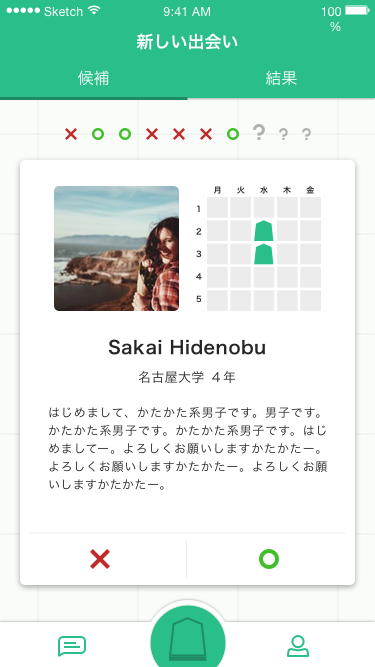 Sketch 9:41 AM 100
%
新しい出会い
候補 結果
? ? ?
月 火 水 木 金
1
2
3
4
5
Sakai Hidenobu
名古屋大学 4年
はじめまして、かたかた系男子です。男子です。
かたかた系男子です。かたかた系男子です。はじ
めましてー。よろしくお願いしますかたかたー。
よろしくお願いしますかたかたー。よろしくお願
いしますかたかたー。